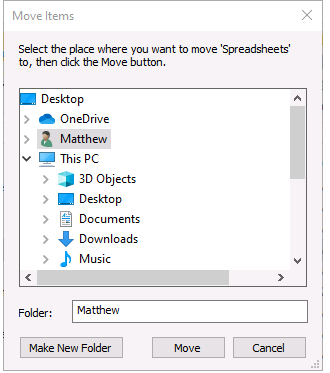 Move Items
Select the place where you want to move 'Spreadsheets'
to, then click the Move button.
Desktop
OneDrive
Matthew
This PC
3D Objects
Desktop
Documents
Downloads
Music
Folder: Matthew
Make New Folder Move Cancel